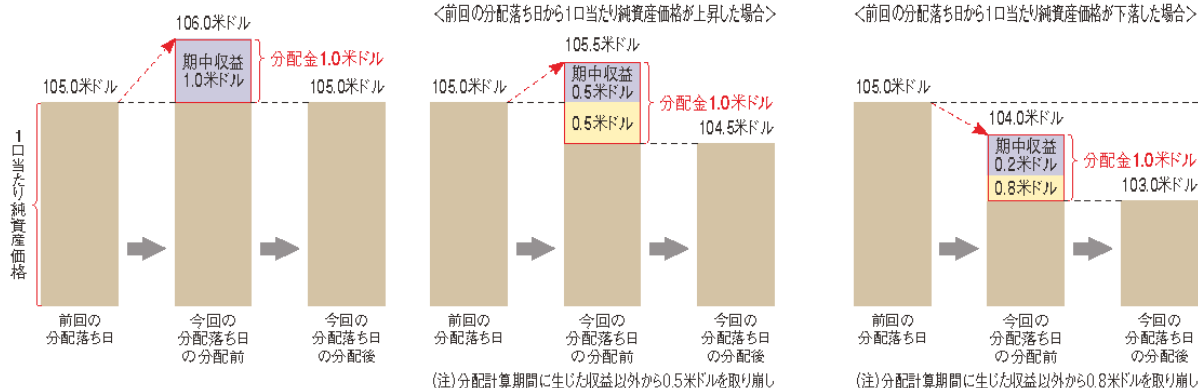 106.0米ドル
期中収益
1.0米ドル
分配金1.0米ドル
105.0米ドル
105.0米ドル
1口当たり純資産価格
前回の
分配落ち日
今回の
分配落ち日
の分配前
今回の
分配落ち日
の分配後
<前回の分配落ち日から1口当たり純資産価格が上昇した場合>
105.5米ドル
105.0米ドル
期中収益
0.5米ドル
0.5米ドル
分配金1.0米ドル
104.5米ドル
前回の
分配落ち日
今回の
分配落ち日
の分配前
今回の
分配落ち日
の分配後
(注)分配計算期間に生じた収益以外から0.5米ドルを取り崩し
<前回の分配落ち日から1口当たり純資産価格が下落した場合>
105.0米ドル
104.0米ドル
期中収益
0.2米ドル
0.8米ドル
分配金1.0米ドル
103.0米ドル
前回の
分配落ち日
今回の
分配落ち日
の分配前
今回の
分配落ち日
の分配後
(注)分配計算期間に生じた収益以外から0.8米ドルを取り崩し